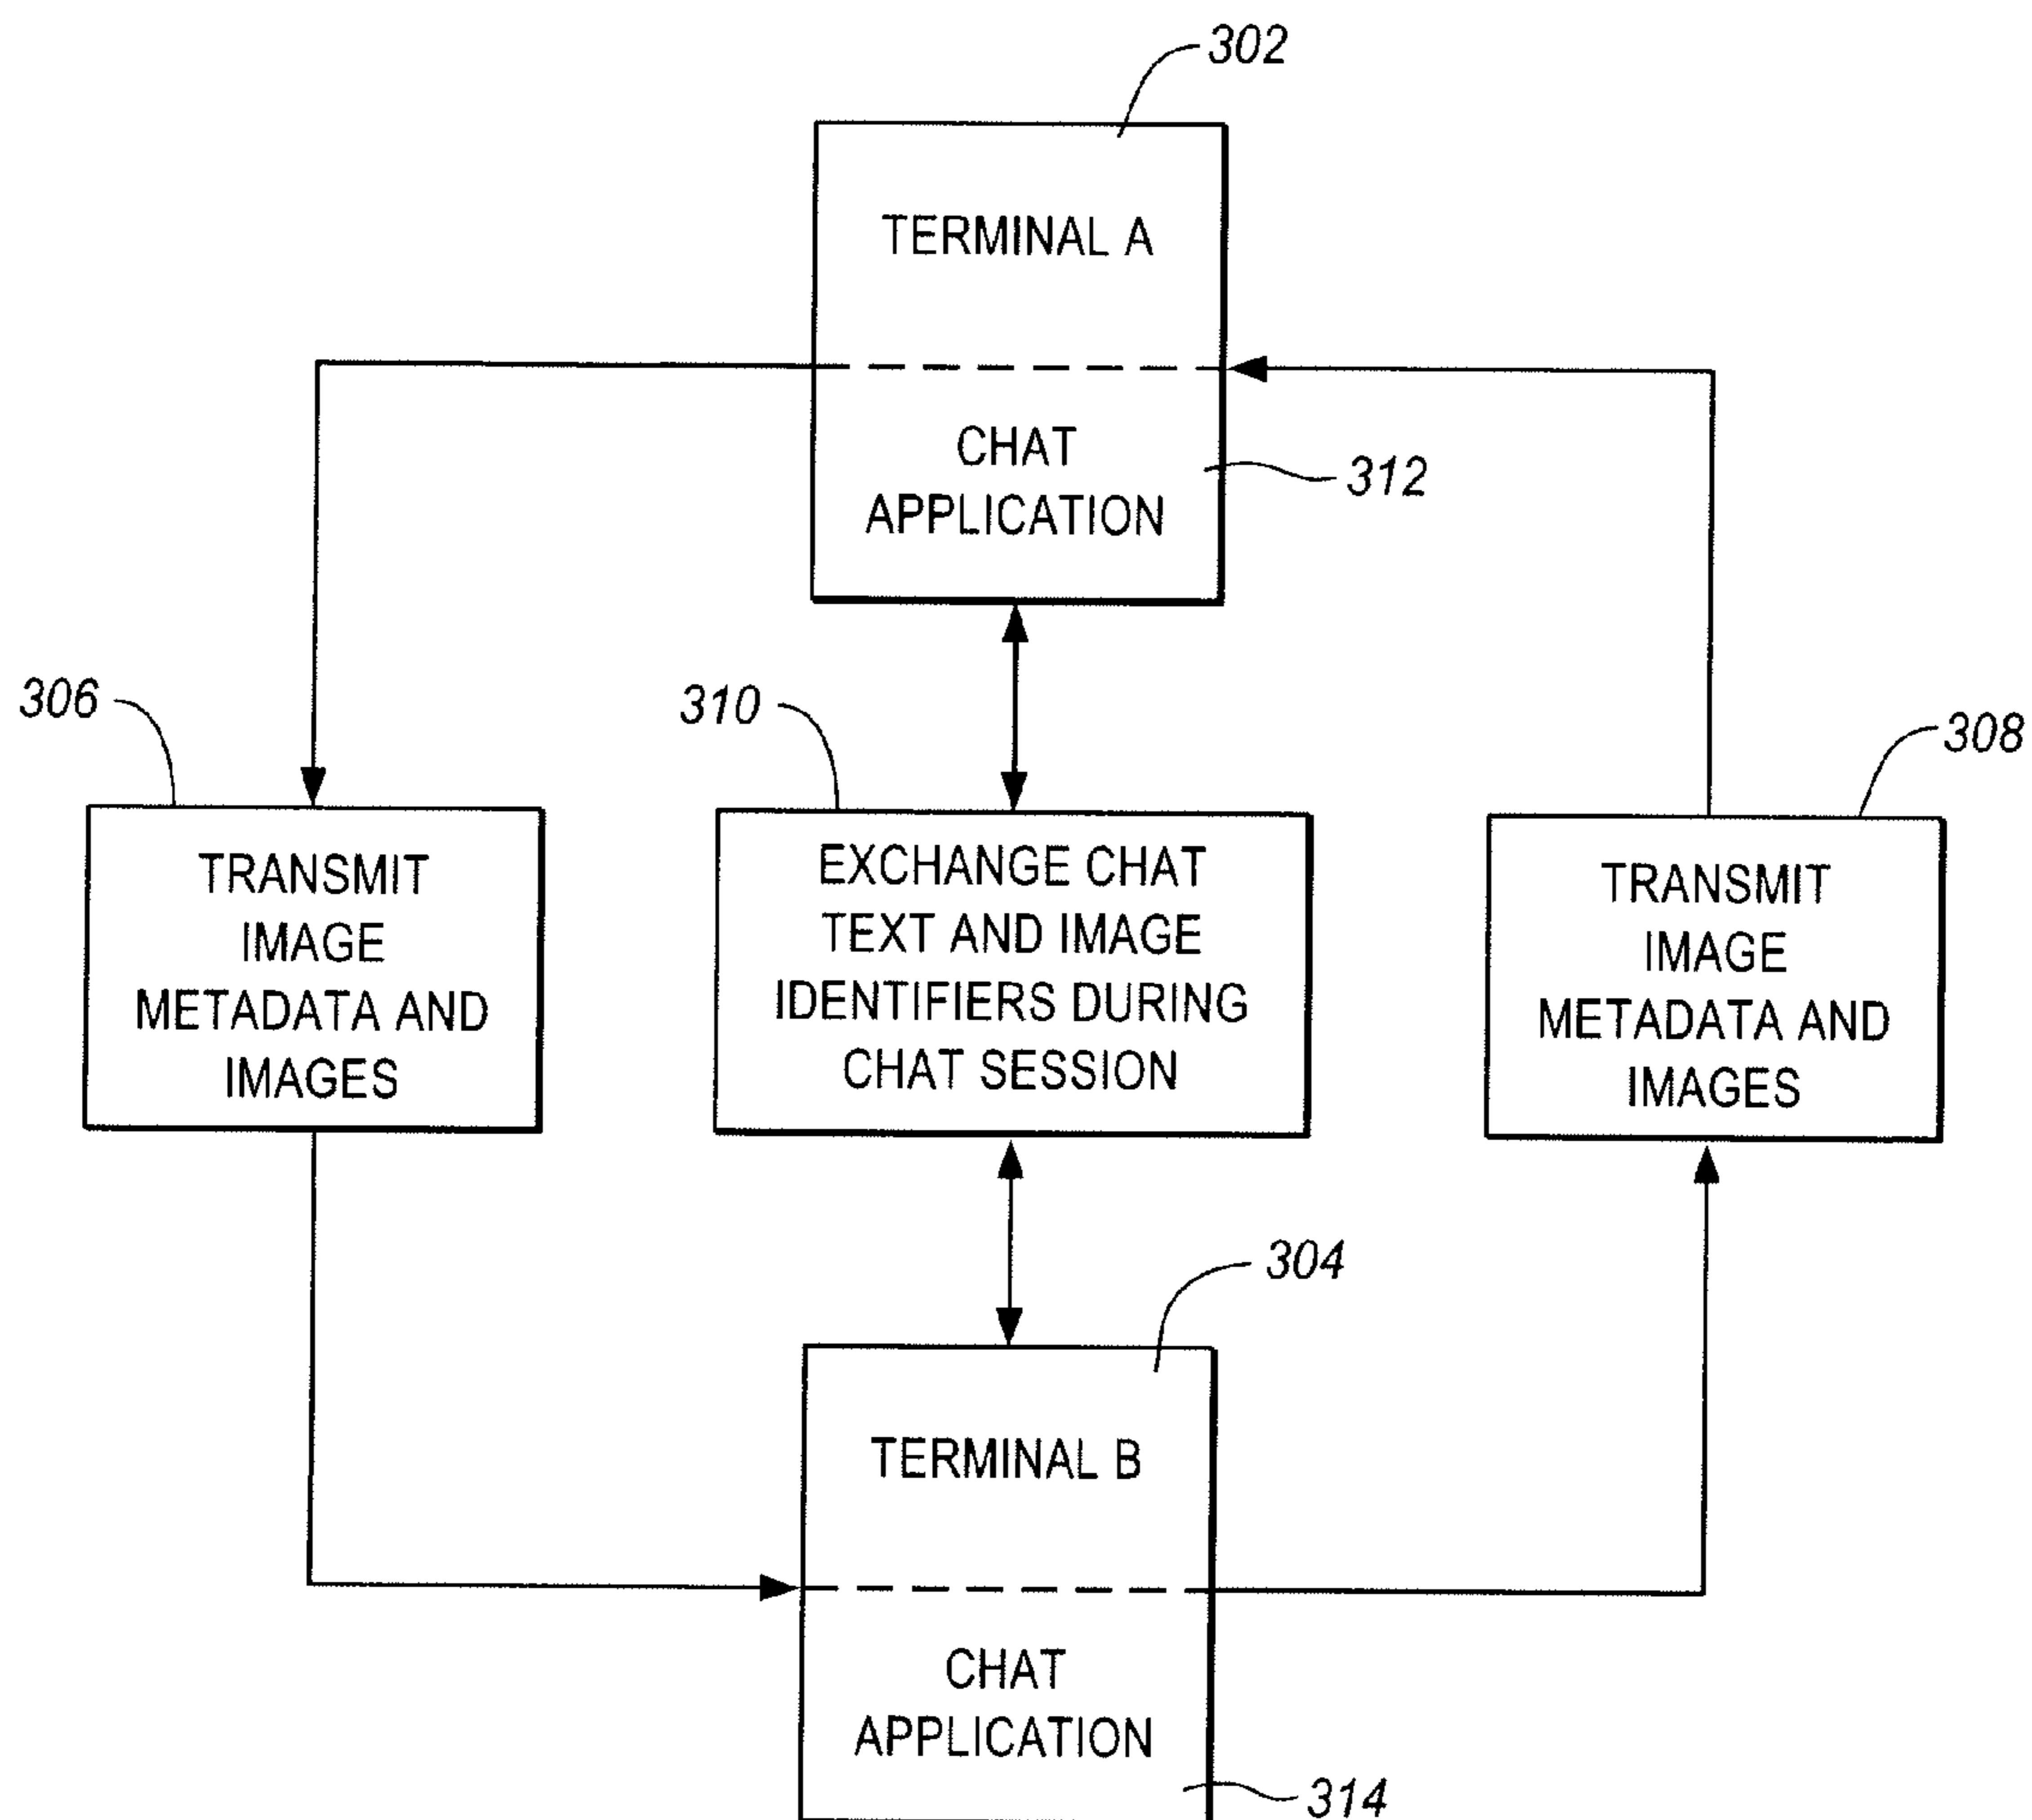 302
TERMINAL A
CHAT
APPLICATION
312
306
310
308
TRANSMIT
IMAGE
METADATA AND
IMAGES
EXCHANGE CHAT
TEXT AND IMAGE
IDENTIFIERS DURING
CHAT SESSION
TRANSMIT
IMAGE
METADATA AND
IMAGES
304
TERMINAL B
CHAT
APPLICATION
314